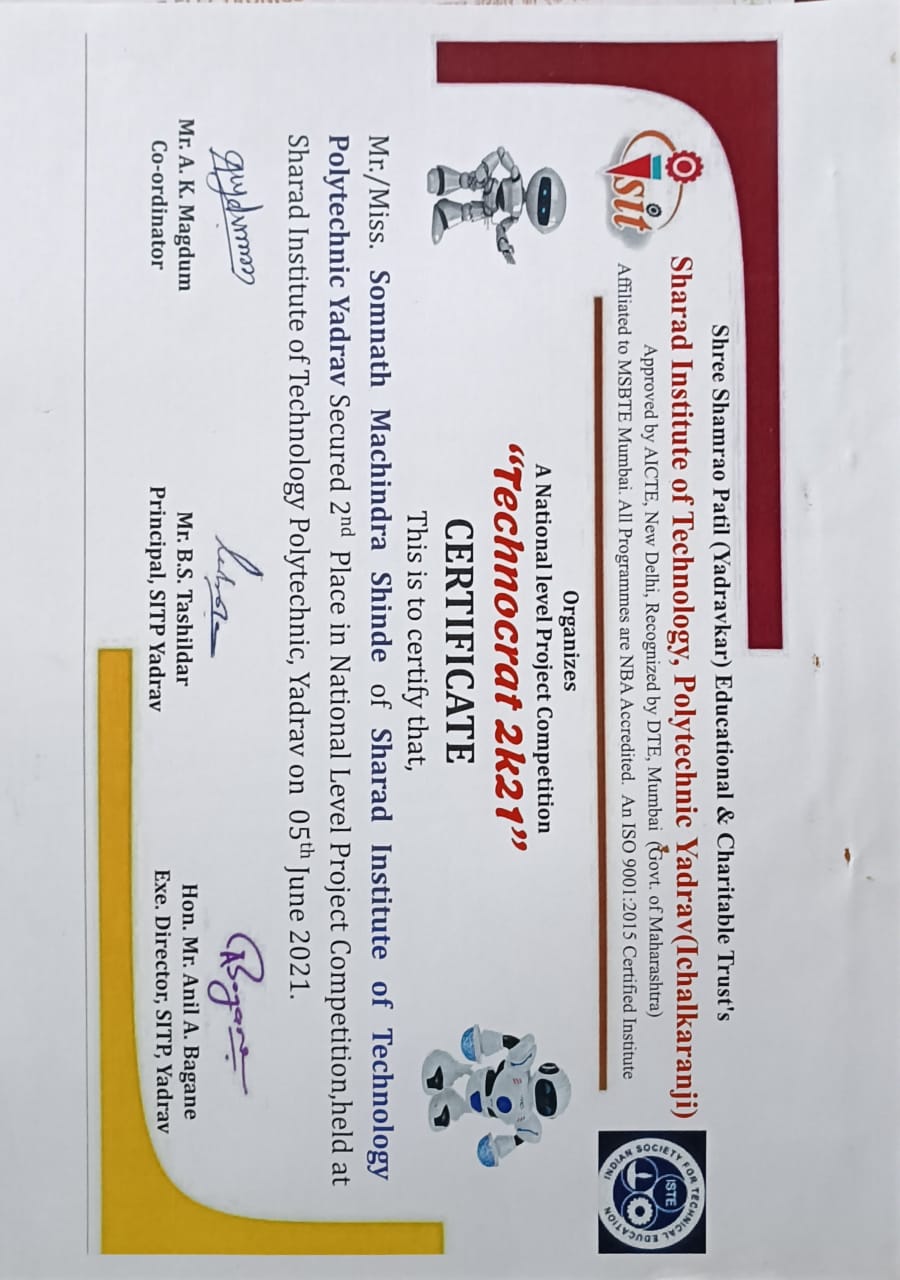 Shree Shamrao Patil (Yadravkar) Educational & Charitable Trust's
Sharad Institute of Technology, Polytechnic Yadrav(Ichalkaranji)
Approved by AICTE, New Delhi, Recognized by DTE, Mumbai (Govt. of Maharashtra)
Affiliated to MSBTE Mumbai. All Programmes are NBA Accredited. An ISO 9001:2015 Certified Institute
sit
INDIAN SOCIETY FOR TECHNICAL EDUCATION
ISTE
Organizes
A National level Project Competition
“Technocrat 2k21”
CERTIFICATE
This is to certify that,
Mr./Miss. Somnath Machindra Shinde of Sharad Institute of Technology
Polytechnic Yadrav Secured 2nd Place in National Level Project Competition,held at
Sharad Institute of Technology Polytechnic, Yadrav on 05th June 2021.
Mr. A. K. Magdum
Co-ordinator
Mr. B.S. Tashildar
Principal, SITP Yadrav
Hon. Mr. Anil A. Bagane
Exe. Director, SITP, Yadrav